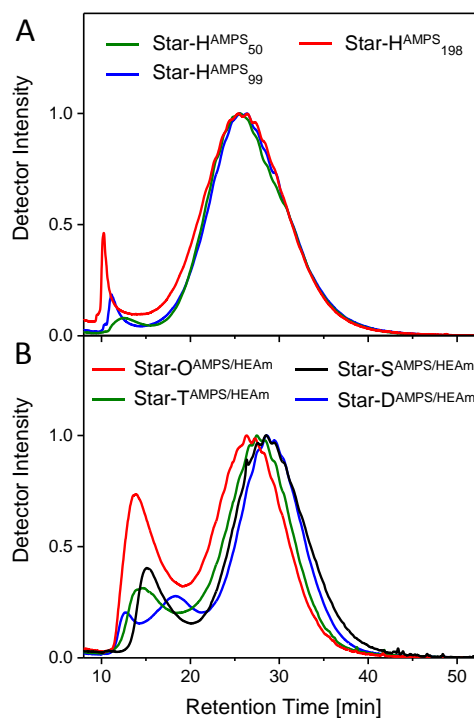 A
Star-H^AMPS_50 Star-H^AMPS_198
Star-H^AMPS_99
Detector Intensity
1.0
0.5
0.0
B
Star-O^AMPS/HEAm Star-S^AMPS/HEAm
Star-T^AMPS/HEAm Star-D^AMPS/HEAm
Detector Intensity
1.0
0.5
0.0
10 20 30 40 50
Retention Time [min]